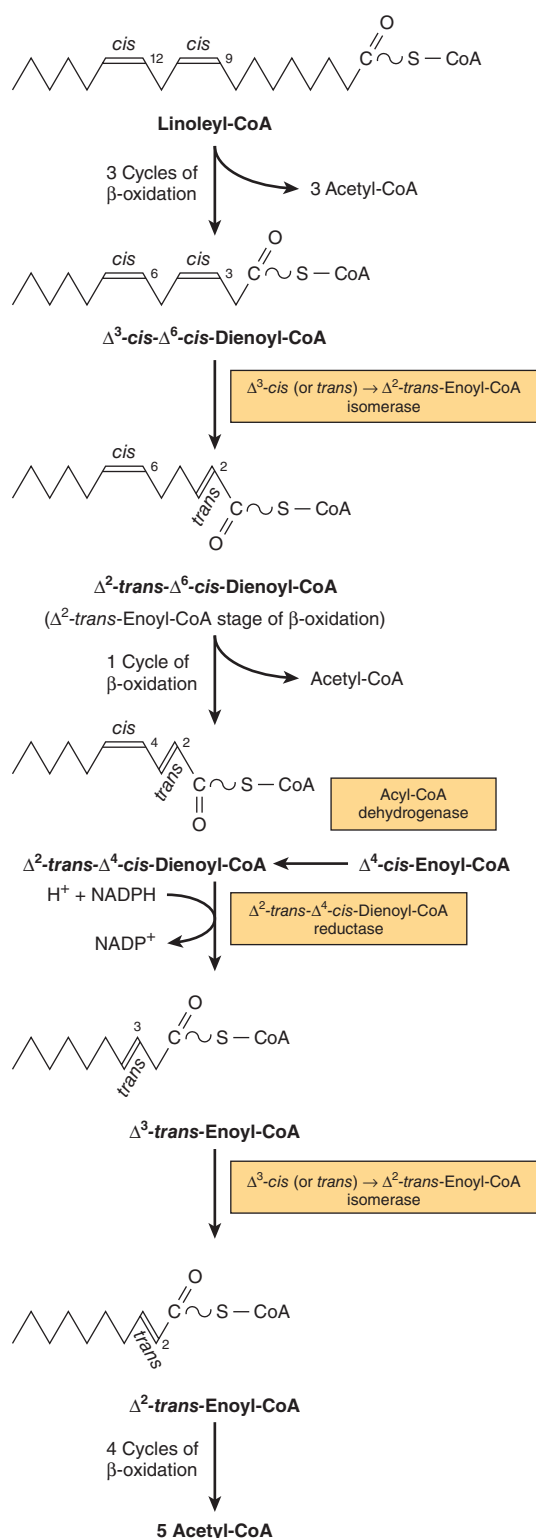 O
cis cis
12 9 C S — CoA
Linoleyl-CoA
3 Cycles of
β-oxidation
3 Acetyl-CoA
O
cis cis
6 3 C S — CoA
Δ³-cis-Δ⁶-cis-Dienoyl-CoA
Δ³-cis (or trans) → Δ²-trans-Enoyl-CoA
isomerase
cis
6 2
trans C S — CoA
O
Δ²-trans-Δ⁶-cis-Dienoyl-CoA
(Δ²-trans-Enoyl-CoA stage of β-oxidation)
1 Cycle of
β-oxidation
Acetyl-CoA
cis
4 2
trans C S — CoA
O
Acyl-CoA
dehydrogenase
Δ²-trans-Δ⁴-cis-Dienoyl-CoA Δ⁴-cis-Enoyl-CoA
H⁺ + NADPH
NADP⁺
Δ²-trans-Δ⁴-cis-Dienoyl-CoA
reductase
O
3 C S — CoA
trans
Δ³-trans-Enoyl-CoA
Δ³-cis (or trans) → Δ²-trans-Enoyl-CoA
isomerase
O
C S — CoA
trans 2
Δ²-trans-Enoyl-CoA
4 Cycles of
β-oxidation
5 Acetyl-CoA